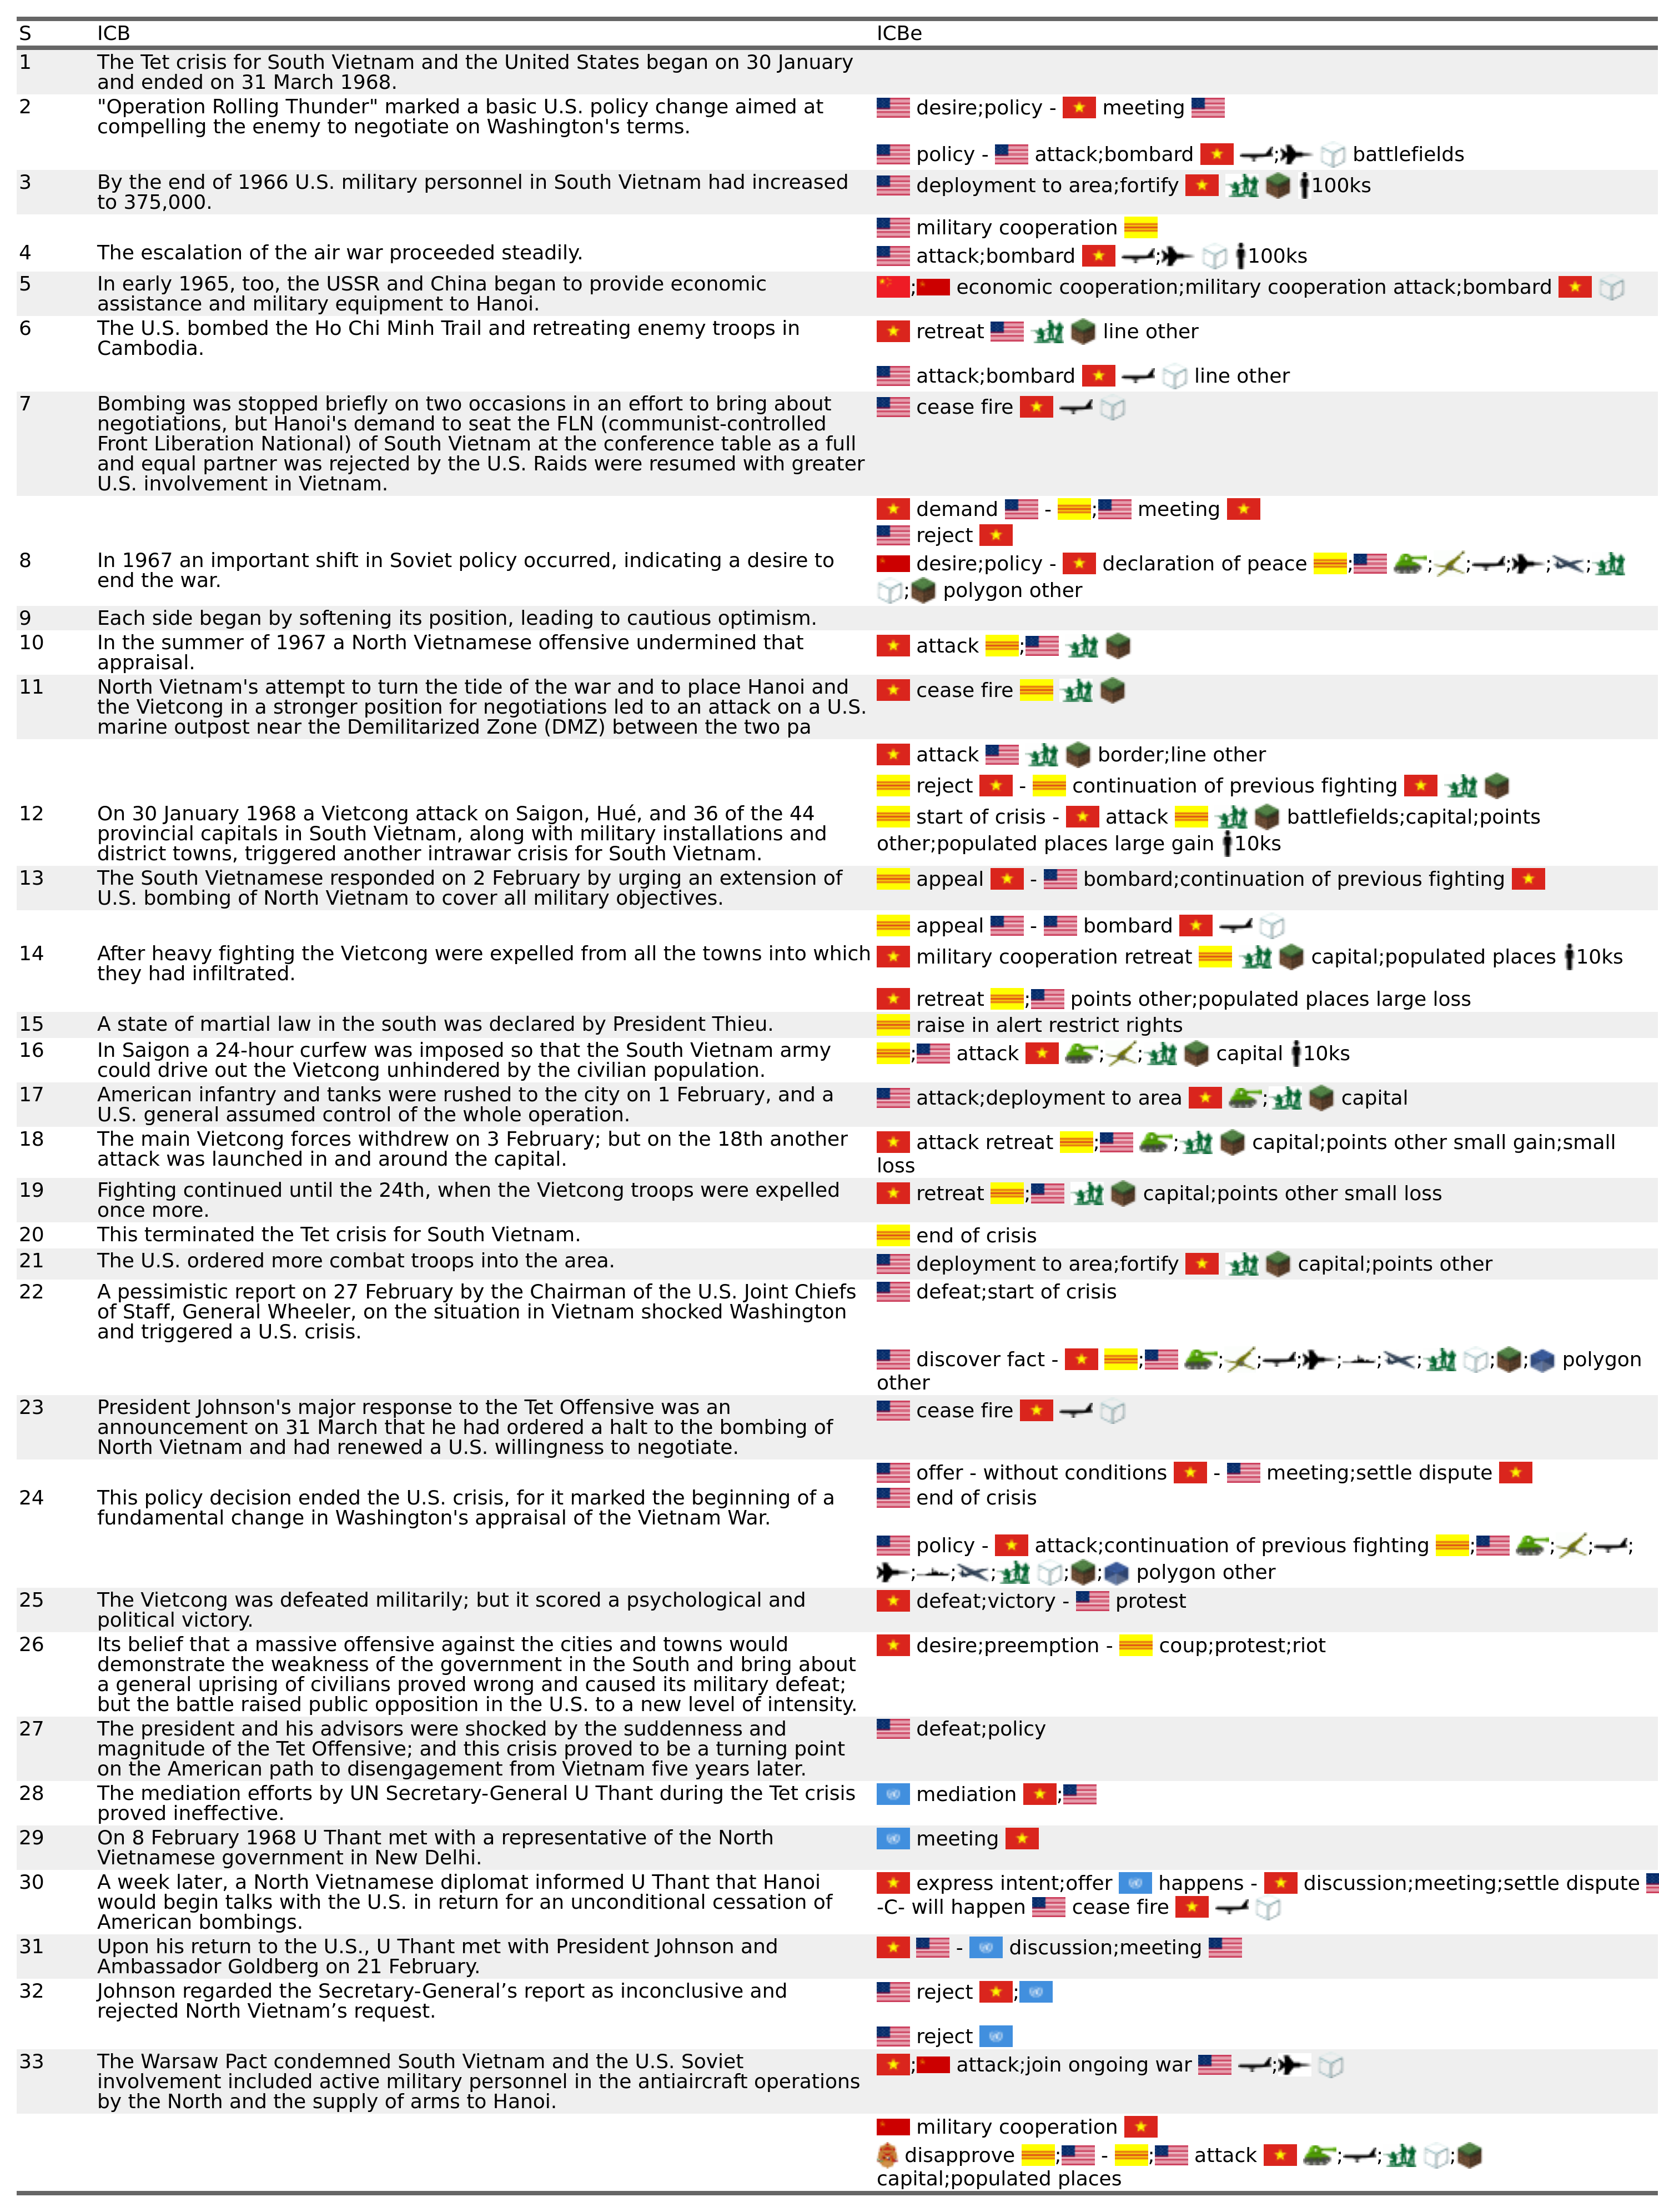 S ICB ICBe
1 The Tet crisis for South Vietnam and the United States began on 30 January
and ended on 31 March 1968.
2 "Operation Rolling Thunder" marked a basic U.S. policy change aimed at desire;policy - meeting
compelling the enemy to negotiate on Washington's terms.
policy - attack;bombard ; battlefields
3 By the end of 1966 U.S. military personnel in South Vietnam had increased deployment to area;fortify 100ks
to 375,000.
military cooperation
4 The escalation of the air war proceeded steadily. attack;bombard ; 100ks
5 In early 1965, too, the USSR and China began to provide economic ; economic cooperation;military cooperation attack;bombard
assistance and military equipment to Hanoi.
6 The U.S. bombed the Ho Chi Minh Trail and retreating enemy troops in retreat line other
Cambodia.
attack;bombard line other
7 Bombing was stopped briefly on two occasions in an effort to bring about cease fire
negotiations, but Hanoi's demand to seat the FLN (communist-controlled
Front Liberation National) of South Vietnam at the conference table as a full
and equal partner was rejected by the U.S. Raids were resumed with greater
U.S. involvement in Vietnam.
demand - ; meeting
reject
8 In 1967 an important shift in Soviet policy occurred, indicating a desire to desire;policy - declaration of peace ; ; ; ; ; ;
end the war. ; polygon other
9 Each side began by softening its position, leading to cautious optimism.
10 In the summer of 1967 a North Vietnamese offensive undermined that attack ;
appraisal.
11 North Vietnam's attempt to turn the tide of the war and to place Hanoi and cease fire
the Vietcong in a stronger position for negotiations led to an attack on a U.S.
marine outpost near the Demilitarized Zone (DMZ) between the two pa
attack border;line other
reject - continuation of previous fighting
12 On 30 January 1968 a Vietcong attack on Saigon, Hué, and 36 of the 44 start of crisis - attack battlefields;capital;points
provincial capitals in South Vietnam, along with military installations and other;populated places large gain 10ks
district towns, triggered another intrawar crisis for South Vietnam.
13 The South Vietnamese responded on 2 February by urging an extension of appeal - bombard;continuation of previous fighting
U.S. bombing of North Vietnam to cover all military objectives.
appeal - bombard
14 After heavy fighting the Vietcong were expelled from all the towns into which military cooperation retreat capital;populated places 10ks
they had infiltrated.
retreat ; points other;populated places large loss
15 A state of martial law in the south was declared by President Thieu. raise in alert restrict rights
16 In Saigon a 24-hour curfew was imposed so that the South Vietnam army ; attack ; ; capital 10ks
could drive out the Vietcong unhindered by the civilian population.
17 American infantry and tanks were rushed to the city on 1 February, and a attack;deployment to area ; capital
U.S. general assumed control of the whole operation.
18 The main Vietcong forces withdrew on 3 February; but on the 18th another attack retreat ; ; capital;points other small gain;small
attack was launched in and around the capital. loss
19 Fighting continued until the 24th, when the Vietcong troops were expelled retreat ; capital;points other small loss
once more.
20 This terminated the Tet crisis for South Vietnam. end of crisis
21 The U.S. ordered more combat troops into the area. deployment to area;fortify capital;points other
22 A pessimistic report on 27 February by the Chairman of the U.S. Joint Chiefs defeat;start of crisis
of Staff, General Wheeler, on the situation in Vietnam shocked Washington
and triggered a U.S. crisis.
discover fact - ; ; ; ; ; ; ; ; ; polygon
other
23 President Johnson's major response to the Tet Offensive was an cease fire
announcement on 31 March that he had ordered a halt to the bombing of
North Vietnam and had renewed a U.S. willingness to negotiate.
offer - without conditions - meeting;settle dispute
24 This policy decision ended the U.S. crisis, for it marked the beginning of a end of crisis
fundamental change in Washington's appraisal of the Vietnam War.
policy - attack;continuation of previous fighting ; ; ; ;
; ; ; ; ; polygon other
25 The Vietcong was defeated militarily; but it scored a psychological and defeat;victory - protest
political victory.
26 Its belief that a massive offensive against the cities and towns would desire;preemption - coup;protest;riot
demonstrate the weakness of the government in the South and bring about
a general uprising of civilians proved wrong and caused its military defeat;
but the battle raised public opposition in the U.S. to a new level of intensity.
27 The president and his advisors were shocked by the suddenness and defeat;policy
magnitude of the Tet Offensive; and this crisis proved to be a turning point
on the American path to disengagement from Vietnam five years later.
28 The mediation efforts by UN Secretary-General U Thant during the Tet crisis mediation ;
proved ineffective.
29 On 8 February 1968 U Thant met with a representative of the North meeting
Vietnamese government in New Delhi.
30 A week later, a North Vietnamese diplomat informed U Thant that Hanoi express intent;offer happens - discussion;meeting;settle dispute
would begin talks with the U.S. in return for an unconditional cessation of -C- will happen cease fire
American bombings.
31 Upon his return to the U.S., U Thant met with President Johnson and - discussion;meeting
Ambassador Goldberg on 21 February.
32 Johnson regarded the Secretary-General’s report as inconclusive and reject ;
rejected North Vietnam’s request.
reject
33 The Warsaw Pact condemned South Vietnam and the U.S. Soviet ; attack;join ongoing war ;
involvement included active military personnel in the antiaircraft operations
by the North and the supply of arms to Hanoi.
military cooperation
disapprove ; - ; attack ; ; ;
capital;populated places